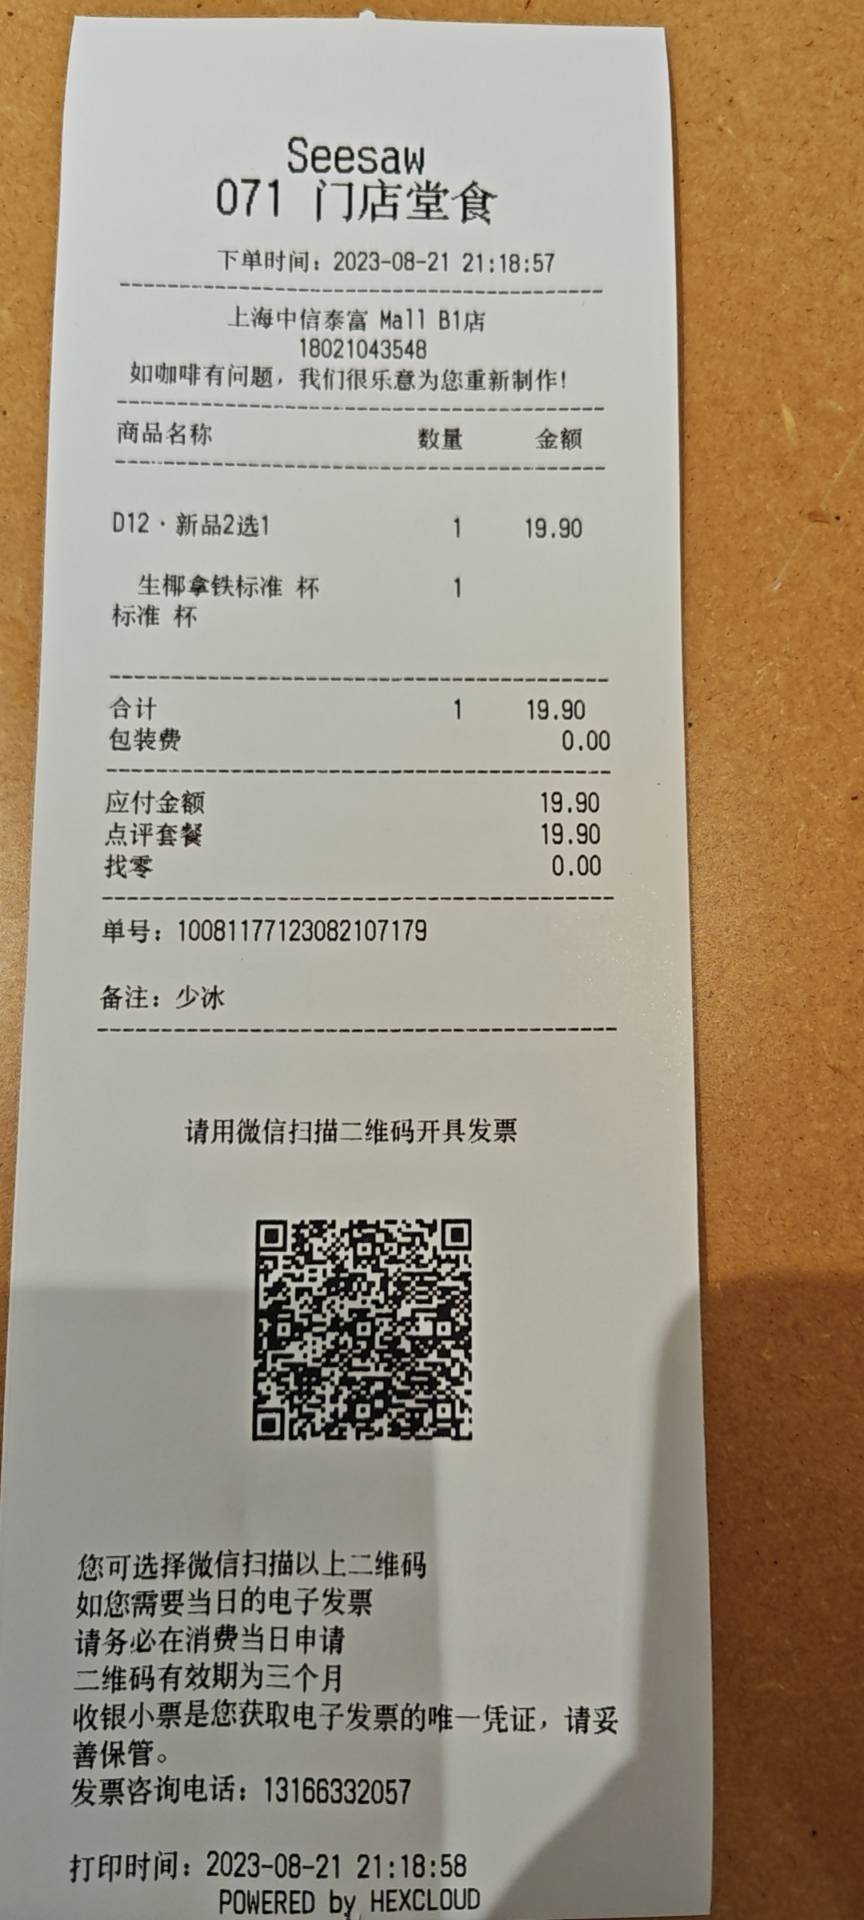 Seesaw
071 门店堂食
下单时间：2023-08-21 21:18:57
上海中信泰富 Mall B1店
18021043548
如咖啡有问题，我们很乐意为您重新制作!
商品名称 数量 金额
D12·新品2选1 1 19.90
生椰拿铁标准 杯 1
标准 杯
合计 1 19.90
包装费 0.00
应付金额 19.90
点评套餐 19.90
找零 0.00
单号：10081177123082107179
备注：少冰
请用微信扫描二维码开具发票
您可选择微信扫描以上二维码
如您需要当日的电子发票
请务必在消费当日申请
二维码有效期为三个月
收银小票是您获取电子发票的唯一凭证，请妥
善保管。
发票咨询电话：13166332057
打印时间：2023-08-21 21:18:58
POWERED by HEXCLOUD